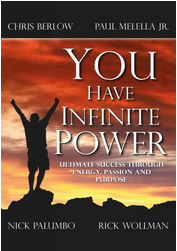 CHRIS BERLOW PAUL MELELLA JR.
YOU
HAVE
INFINITE
POWER
ULTIMATE SUCCESS THROUGH
ENERGY, PASSION AND
PURPOSE
NICK PALUMBO RICK WOLLMAN